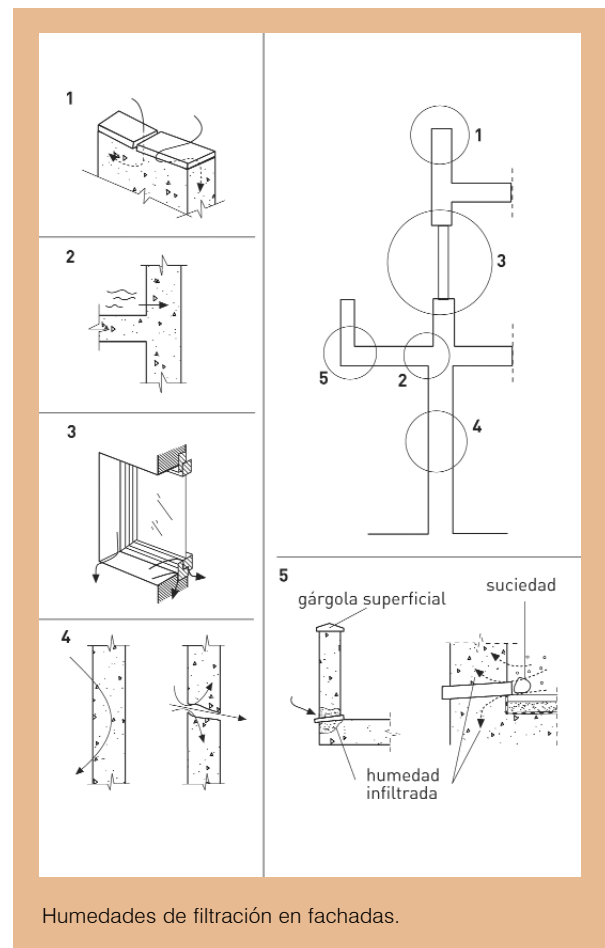 1
2
3
4
1
3
5
2
4
5
gárgola superficial
suciedad
humedad
infiltrada
Humedades de filtración en fachadas.